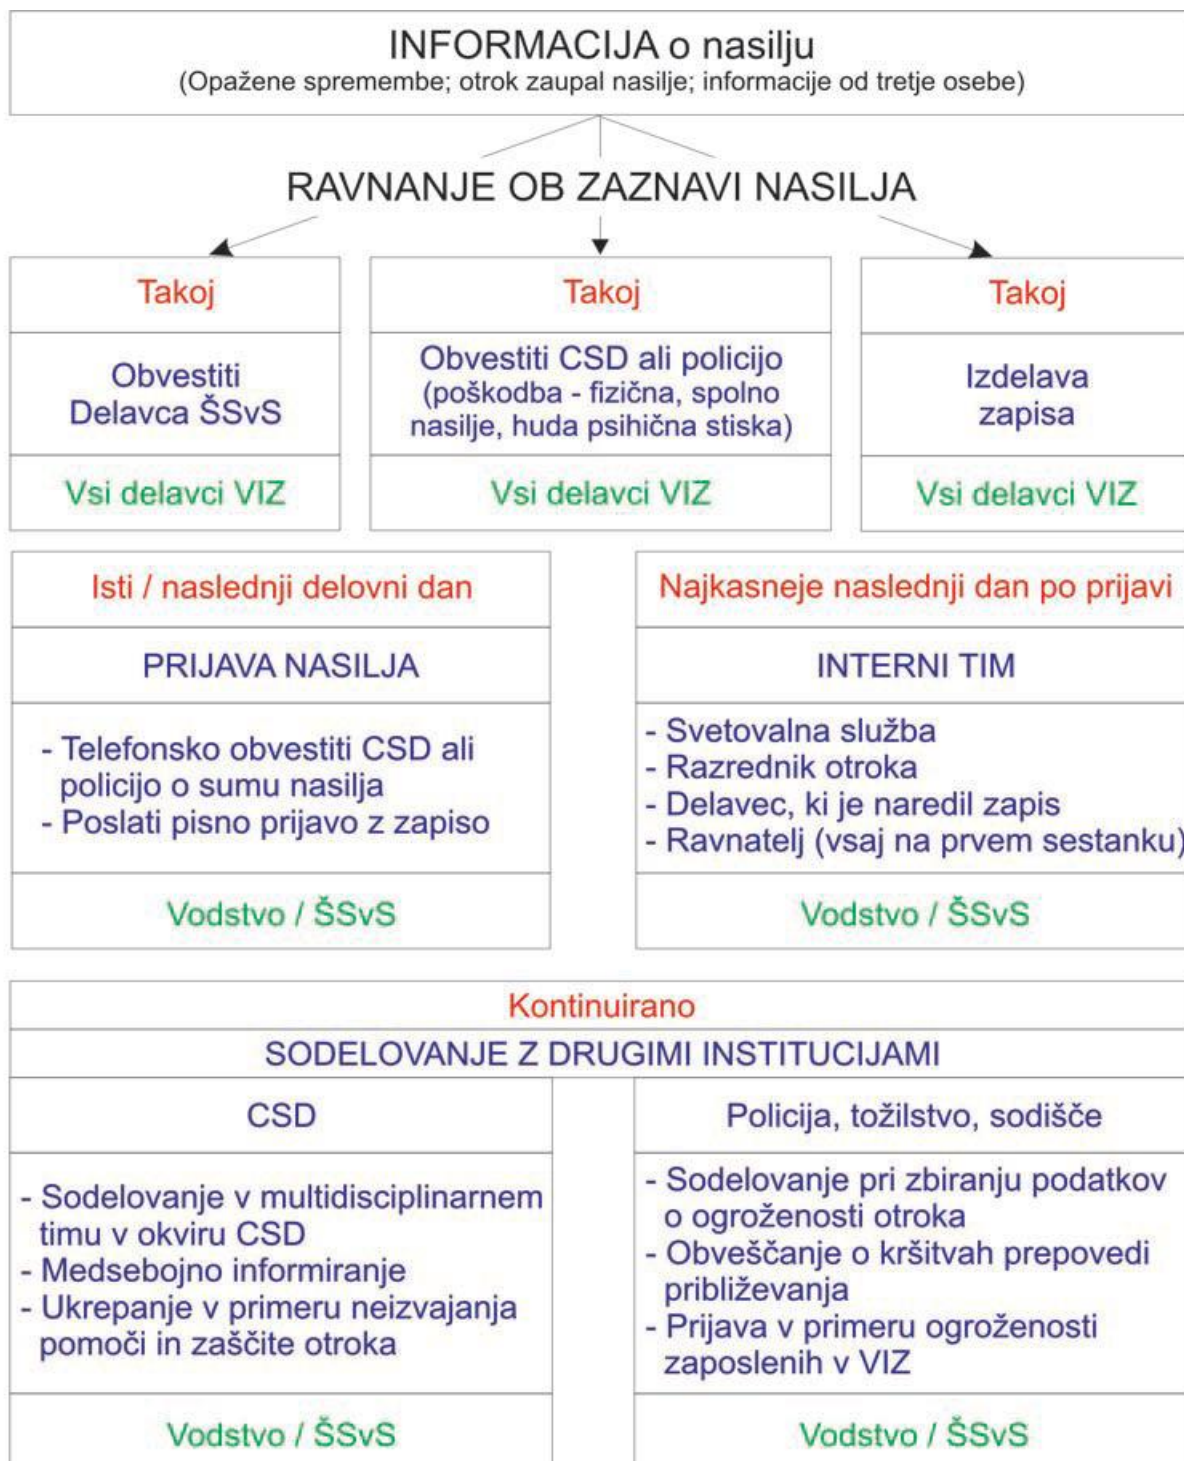 INFORMACIJA o nasilju
(Opažene spremembe; otrok zaupal nasilje; informacije od tretje osebe)
RAVNANJE OB ZAZNAVI NASILJA
Takoj
Obvestiti
Delavca ŠSvS
Vsi delavci VIZ
Takoj
Obvestiti CSD ali policijo
(poškodba - fizična, spolno
nasilje, huda psihična stiska)
Vsi delavci VIZ
Takoj
Izdelava
zapisa
Vsi delavci VIZ
Isti / naslednji delovni dan
PRIJAVA NASILJA
- Telefonsko obvestiti CSD ali
policijo o sumu nasilja
- Poslati pisno prijavo z zapiso
Vodstvo / ŠSvS
Najkasneje naslednji dan po prijavi
INTERNI TIM
- Svetovalna služba
- Razrednik otroka
- Delavec, ki je naredil zapis
- Ravnatelj (vsaj na prvem sestanku)
Vodstvo / ŠSvS
Kontinuirano
SODELOVANJE Z DRUGIMI INSTITUCIJAMI
CSD
- Sodelovanje v multidisciplinarnem
timu v okviru CSD
- Medsebojno informiranje
- Ukrepanje v primeru neizvajanja
pomoči in zaščite otroka
Vodstvo / ŠSvS
Policija, tožilstvo, sodišče
- Sodelovanje pri zbiranju podatkov
o ogroženosti otroka
- Obveščanje o kršitvah prepovedi
približevanja
- Prijava v primeru ogroženosti
zaposlenih v VIZ
Vodstvo / ŠSvS